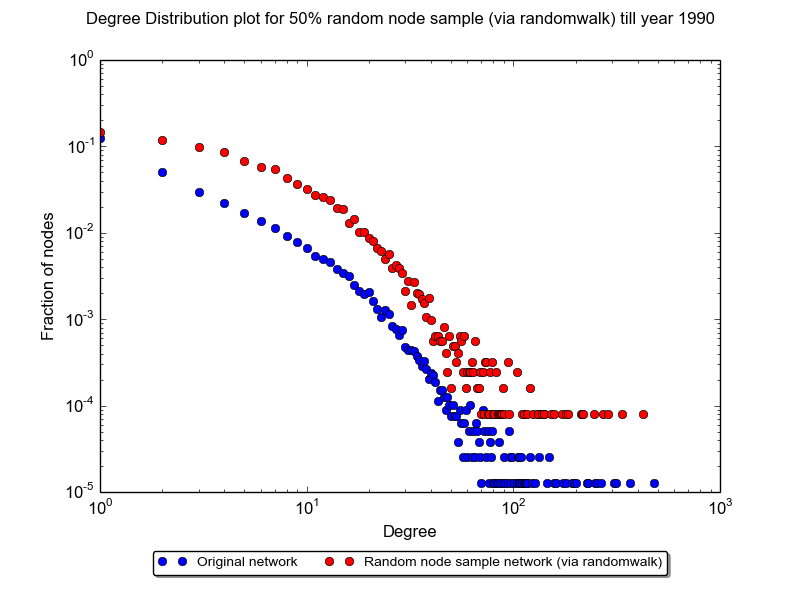 Degree Distribution plot for 50% random node sample (via randomwalk) till year 1990
10^0
10^-1
10^-2
10^-3
10^-4
10^-5
Fraction of nodes
10^0 10^1 10^2 10^3
Degree
Original network Random node sample network (via randomwalk)